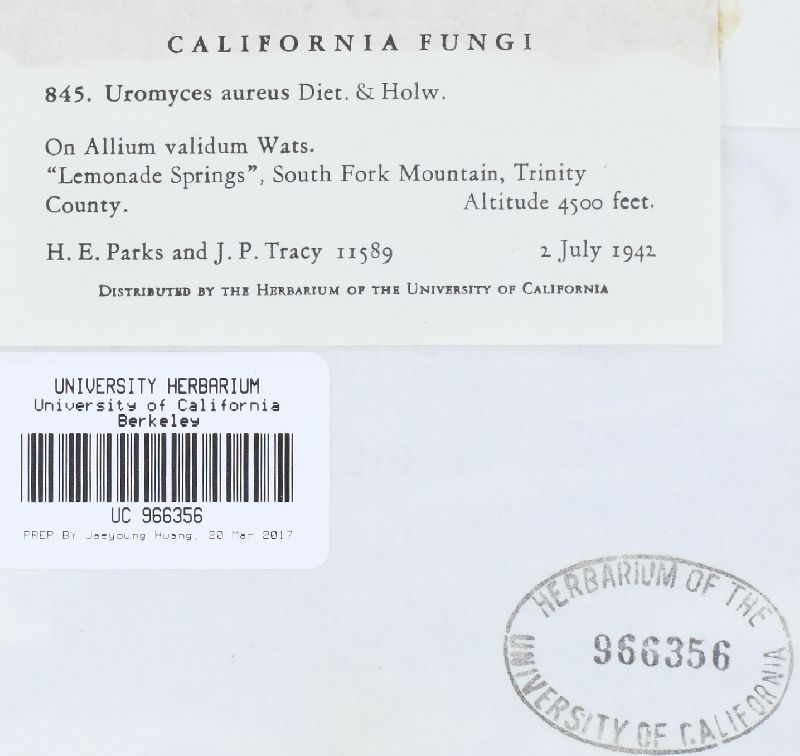 CALIFORNIA FUNGI
845. Uromyces aureus Diet. & Holw.
On Allium validum Wats.
"Lemonade Springs", South Fork Mountain, Trinity
County. Altitude 4500 feet.
H. E. Parks and J. P. Tracy 11589 2 July 1942
DISTRIBUTED BY THE HERBARIUM OF THE UNIVERSITY OF CALIFORNIA
UNIVERSITY HERBARIUM
University of California
Berkeley
UC 966356
PREP BY Jaeyoung Huang, 20 Mar 2017
HERBARIUM OF THE
966356
UNIVERSITY OF CALIFORNIA